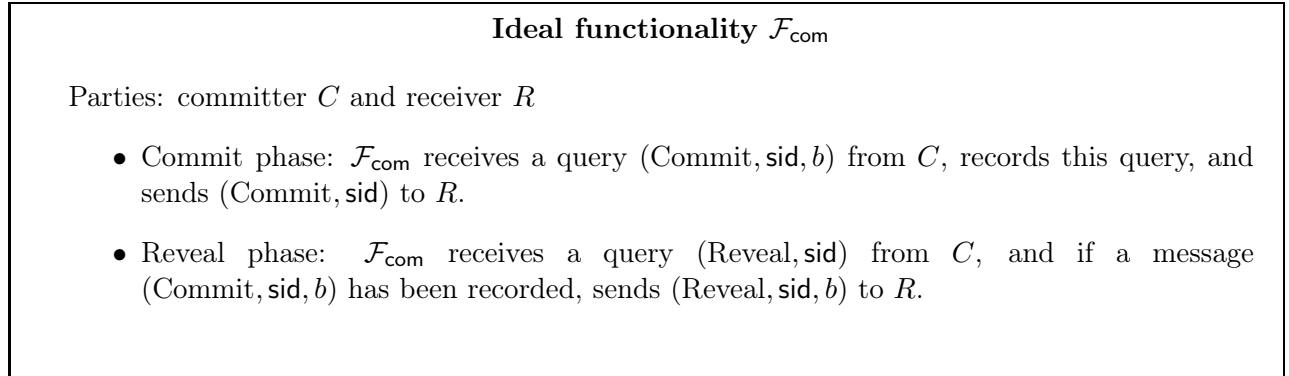 Ideal functionality 𝓕com
Parties: committer C and receiver R
• Commit phase: 𝓕com receives a query (Commit, sid, b) from C, records this query, and
sends (Commit, sid) to R.
• Reveal phase: 𝓕com receives a query (Reveal, sid) from C, and if a message
(Commit, sid, b) has been recorded, sends (Reveal, sid, b) to R.